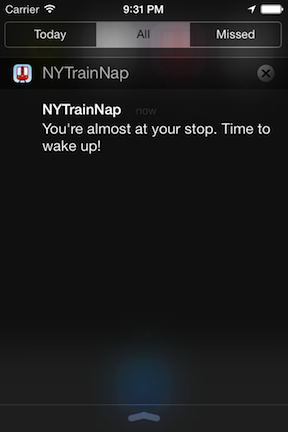 Carrier 9:31 PM
Today All Missed
NYTrainNap
NYTrainNap now
You're almost at your stop. Time to
wake up!